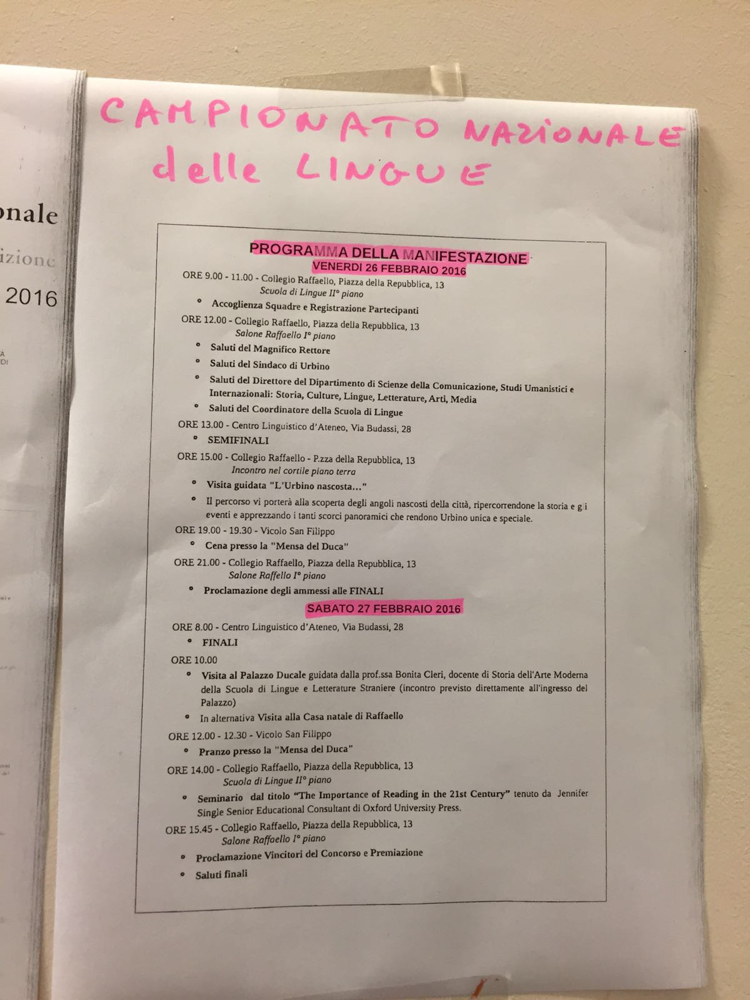 onale
izione
2016
CAMPIONATO NAZIONALE
delle LINGUE
PROGRAMMA DELLA MANIFESTAZIONE
VENERDI 26 FEBBRAIO 2016
ORE 9.00 - 11.00 - Collegio Raffaello, Piazza della Repubblica, 13
Scuola di Lingue II° piano
° Accoglienza Squadre e Registrazione Partecipanti
ORE 12.00 - Collegio Raffaello, Piazza della Repubblica, 13
Salone Raffaello I° piano
° Saluti del Magnifico Rettore
° Saluti del Sindaco di Urbino
° Saluti del Direttore del Dipartimento di Scienze della Comunicazione, Studi Umanistici e
Internazionali: Storia, Culture, Lingue, Letterature, Arti, Media
° Saluti del Coordinatore della Scuola di Lingue
ORE 13.00 - Centro Linguistico d'Ateneo, Via Budassi, 28
° SEMIFINALI
ORE 15.00 - Collegio Raffaello - P.zza della Repubblica, 13
Incontro nel cortile piano terra
° Visita guidata "L'Urbino nascosta..."
° Il percorso vi porterà alla scoperta degli angoli nascosti della città, ripercorrendone la storia e g i
eventi e apprezzando i tanti scorci panoramici che rendono Urbino unica e speciale.
ORE 19.00 - 19.30 - Vicolo San Filippo
° Cena presso la "Mensa del Duca"
ORE 21.00 - Collegio Raffaello, Piazza della Repubblica, 13
Salone Raffello I° piano
° Proclamazione degli ammessi alle FINALI
SABATO 27 FEBBRAIO 2016
ORE 8.00 - Centro Linguistico d'Ateneo, Via Budassi, 28
° FINALI
ORE 10.00
° Visita al Palazzo Ducale guidata dalla prof.ssa Bonita Cleri, docente di Storia dell'Arte Moderna
della Scuola di Lingue e Letterature Straniere (incontro previsto direttamente all'ingresso del
Palazzo)
° In alternativa Visita alla Casa natale di Raffaello
ORE 12.00 - 12.30 - Vicolo San Filippo
° Pranzo presso la "Mensa del Duca"
ORE 14.00 - Collegio Raffaello, Piazza della Repubblica, 13
Scuola di Lingue II° piano
° Seminario dal titolo “The Importance of Reading in the 21st Century” tenuto da Jennifer
Single Senior Educational Consultant di Oxford University Press.
ORE 15.45 - Collegio Raffaello, Piazza della Repubblica, 13
Salone Raffaello I° piano
° Proclamazione Vincitori del Concorso e Premiazione
° Saluti finali